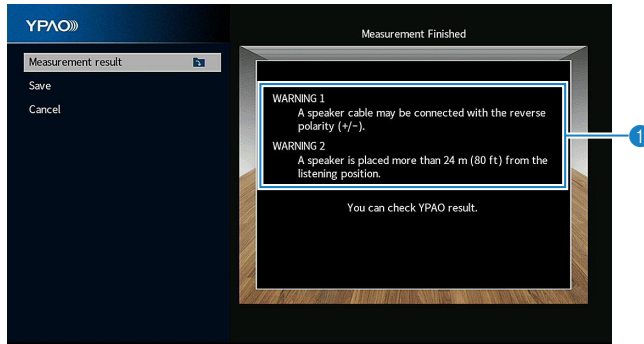 YPAO
Measurement Finished
Measurement result
Save
Cancel
WARNING 1
A speaker cable may be connected with the reverse
polarity (+/-).
WARNING 2
A speaker is placed more than 24 m (80 ft) from the
listening position.
You can check YPAO result.
1